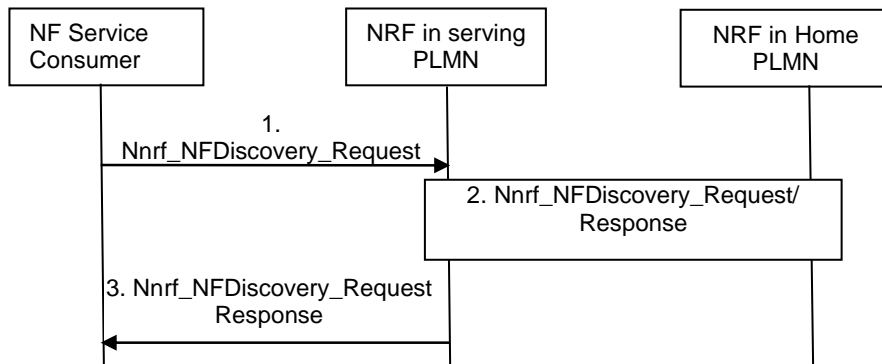 NF Service
Consumer
NRF in serving
PLMN
NRF in Home
PLMN
1.
Nnrf_NFDiscovery_Request
2. Nnrf_NFDiscovery_Request/
Response
3. Nnrf_NFDiscovery_Request
Response